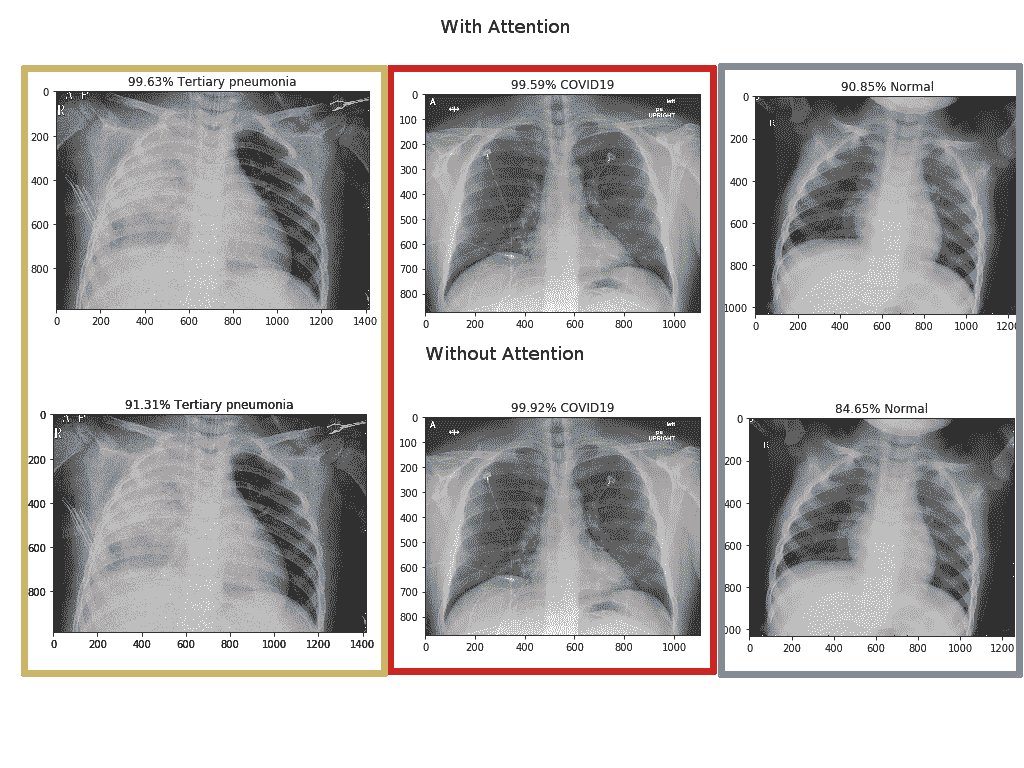 With Attention
99.63% Tertiary pneumonia
99.59% COVID19
90.85% Normal
A P
R
A
left
pa
UPRIGHT
R
0
200
400
600
800
0
100
200
300
400
500
600
700
800
0
200
400
600
800
1000
0 200 400 600 800 1000 1200 1400
0 200 400 600 800 1000
0 200 400 600 800 1000 1200
Without Attention
91.31% Tertiary pneumonia
99.92% COVID19
84.65% Normal
A P
R
A
left
pa
UPRIGHT
R
0
200
400
600
800
0
100
200
300
400
500
600
700
800
0
200
400
600
800
000
0 200 400 600 800 1000 1200 1400
0 200 400 600 800 1000
0 200 400 600 800 1000 1200